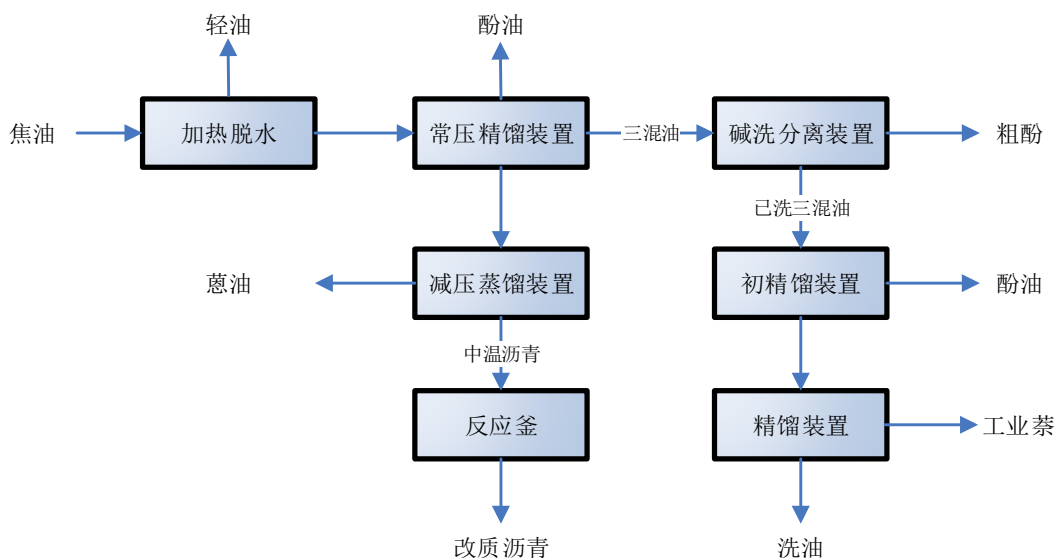 轻油
酚油
焦油
加热脱水
常压精馏装置
三混油
碱洗分离装置
粗酚
已洗三混油
蒽油
减压蒸馏装置
初精馏装置
酚油
中温沥青
反应釜
精馏装置
工业萘
改质沥青
洗油